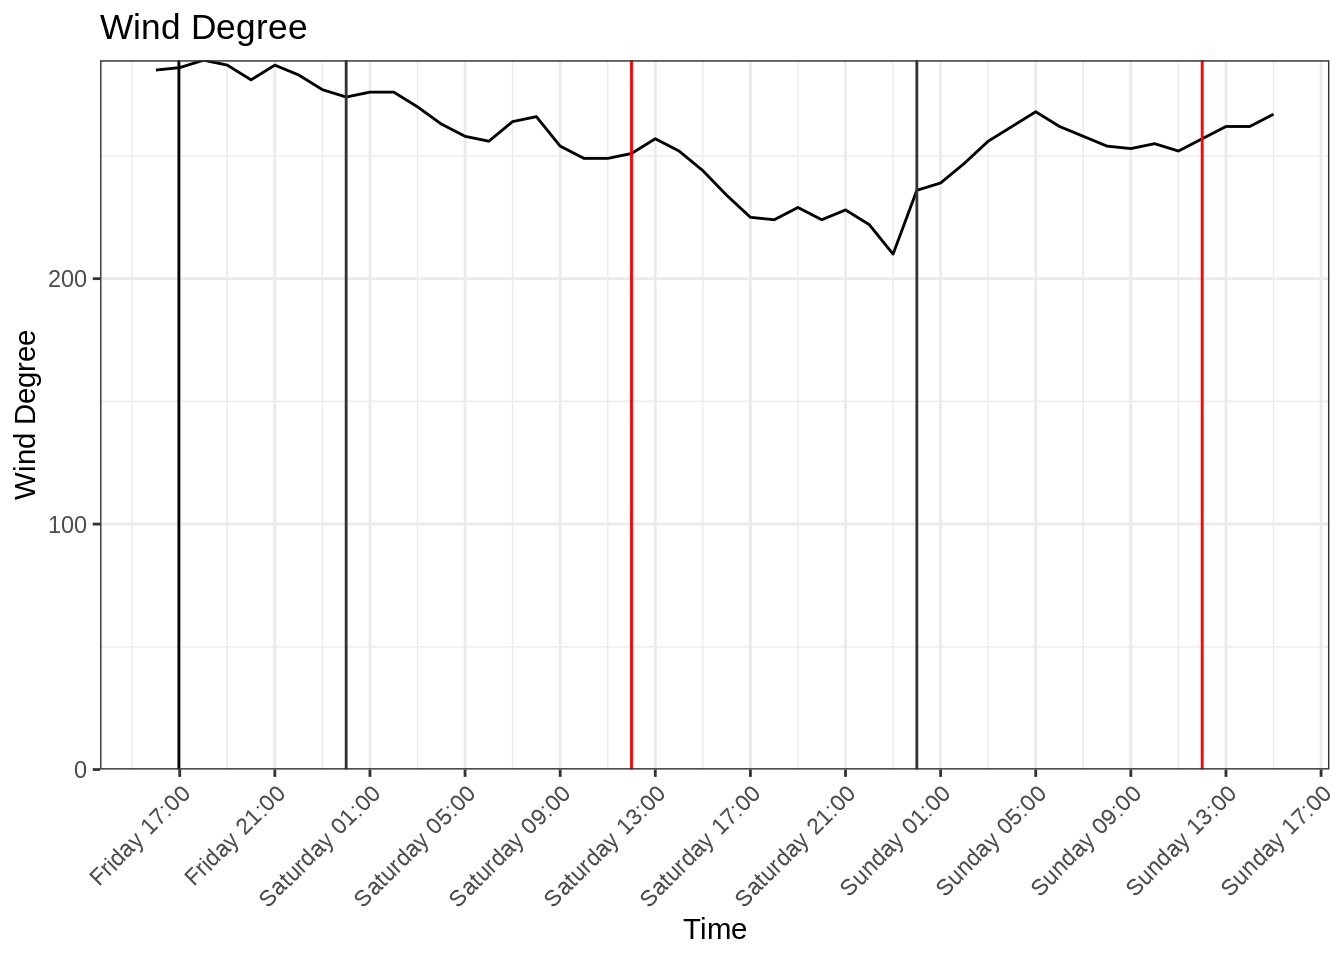 Wind Degree
Wind Degree
200
100
0
Friday 17:00
Friday 21:00
Saturday 01:00
Saturday 05:00
Saturday 09:00
Saturday 13:00
Saturday 17:00
Saturday 21:00
Sunday 01:00
Sunday 05:00
Sunday 09:00
Sunday 13:00
Sunday 17:00
Time